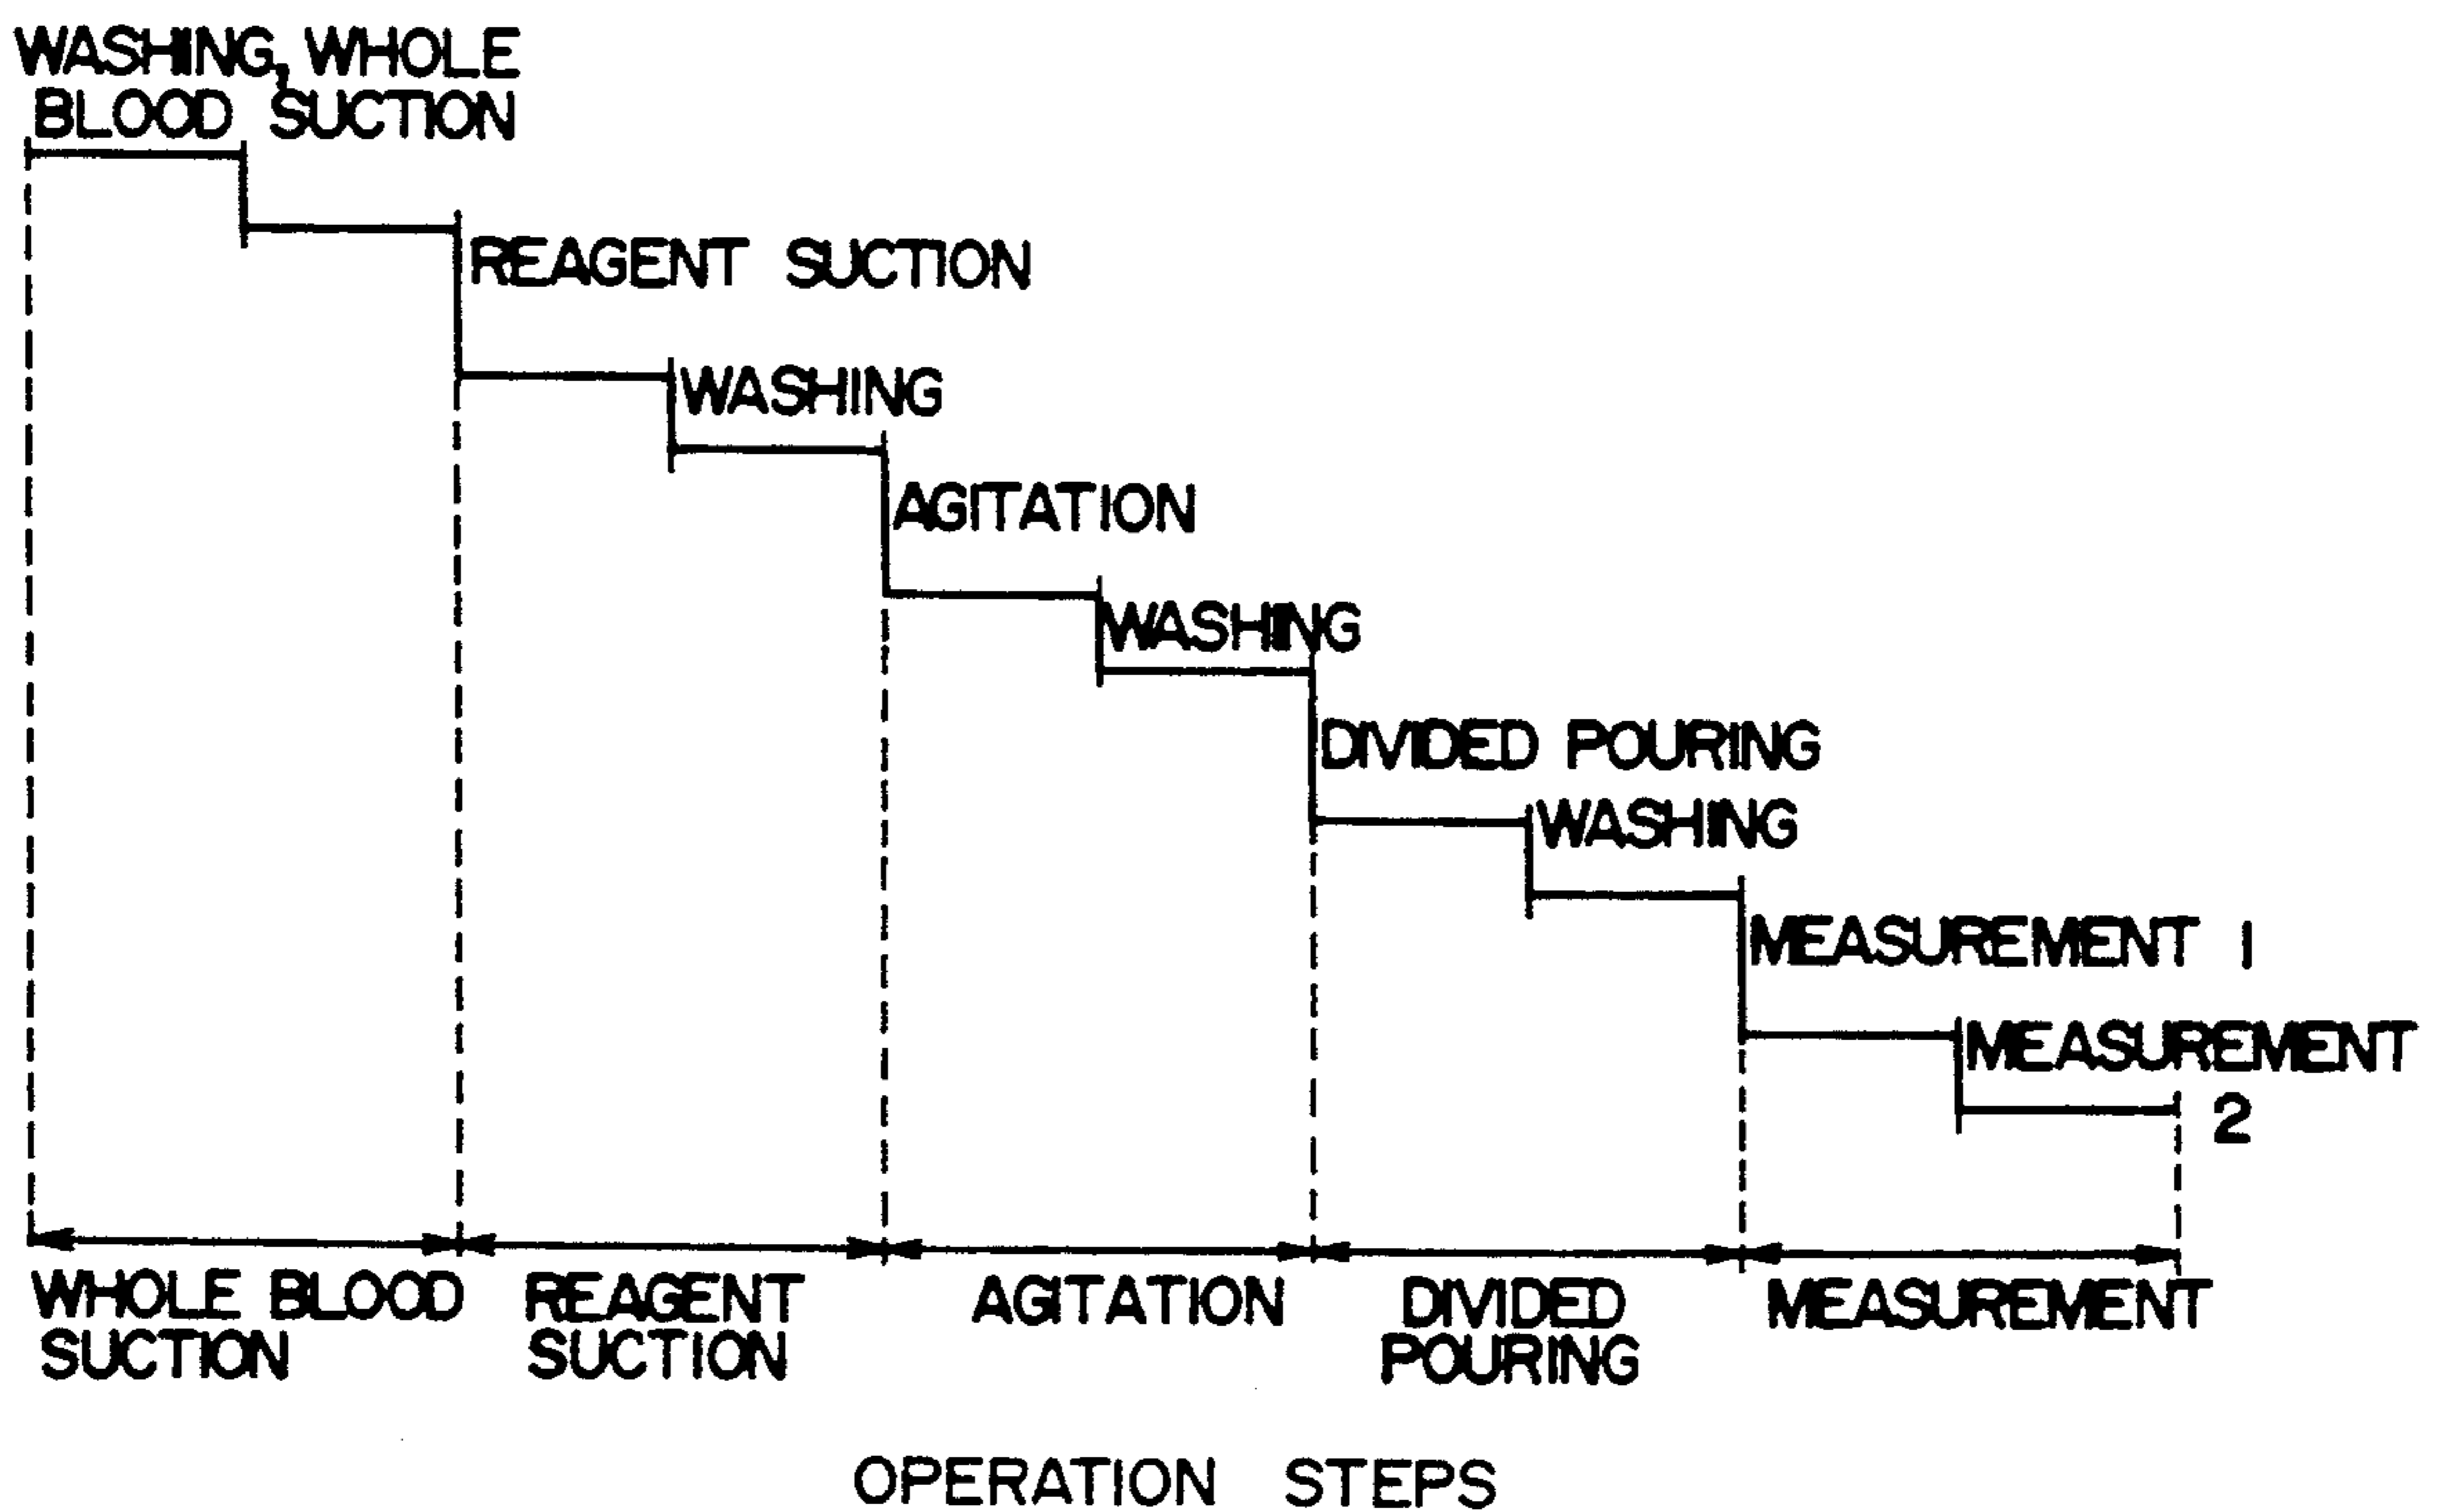 WASHING, WHOLE
BLOOD SUCTION
REAGENT SUCTION
WASHING
AGITATION
WASHING
DIVIDED POURING
WASHING
MEASUREMENT 1
MEASUREMENT
2
WHOLE BLOOD
SUCTION
REAGENT
SUCTION
AGITATION
DIVIDED
POURING
MEASUREMENT
OPERATION STEPS